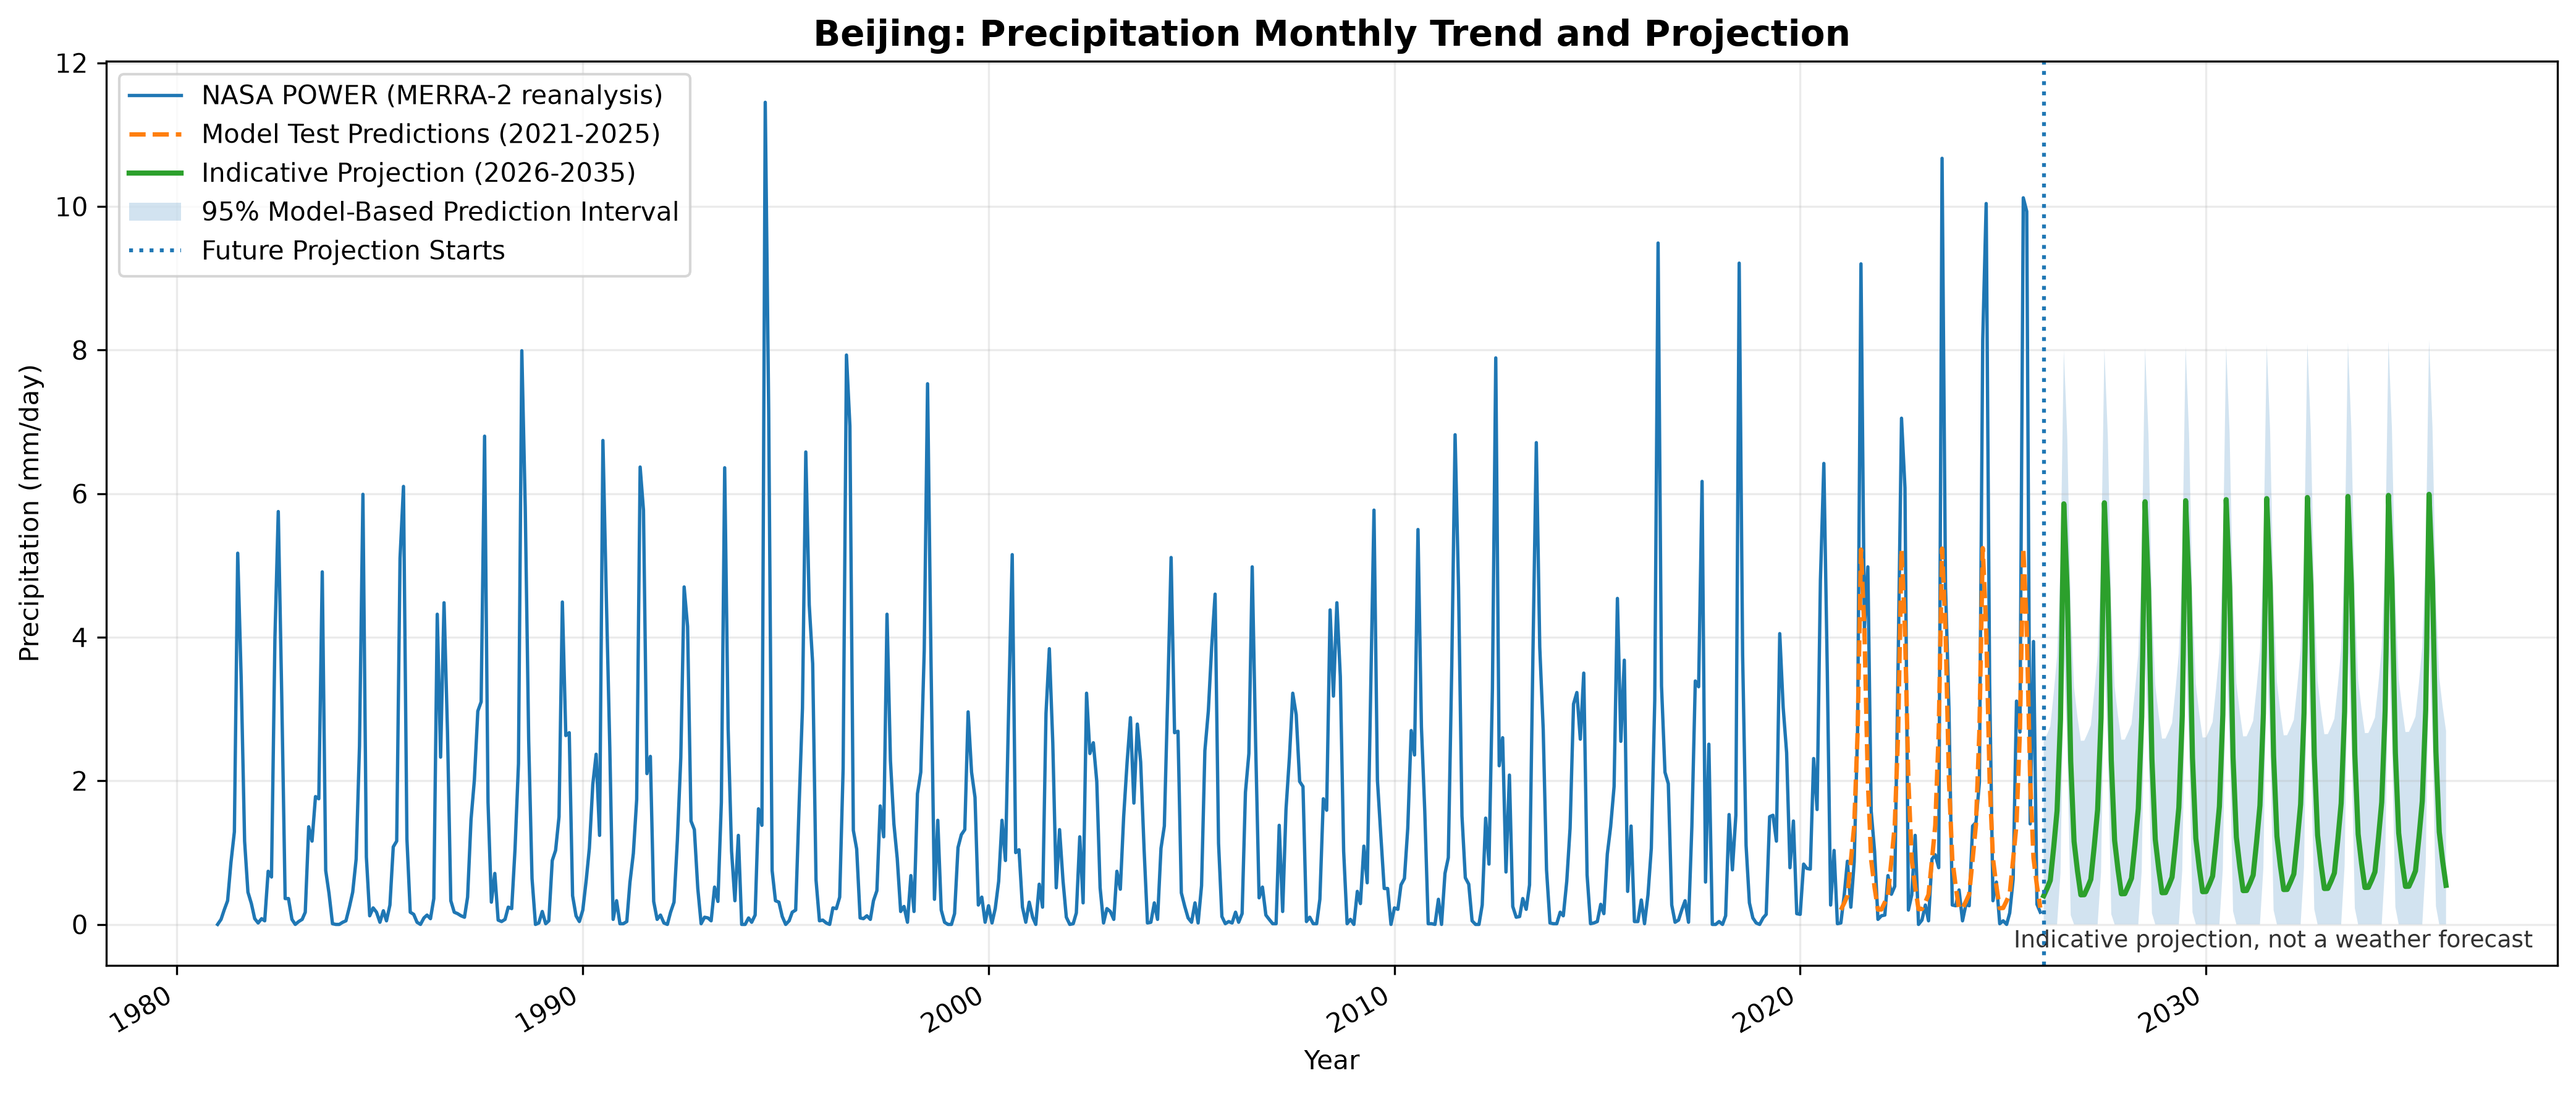 Beijing: Precipitation Monthly Trend and Projection
NASA POWER (MERRA-2 reanalysis)
Model Test Predictions (2021-2025)
Indicative Projection (2026-2035)
95% Model-Based Prediction Interval
Future Projection Starts
Precipitation (mm/day)
12
10
8
6
4
2
0
Indicative projection, not a weather forecast
1980
1990
2000
2010
2020
2030
Year